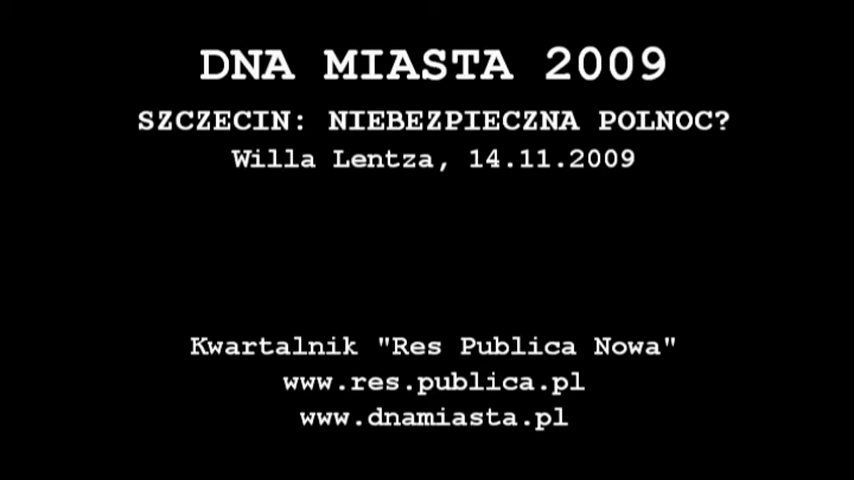 DNA MIASTA 2009
SZCZECIN: NIEBEZPIECZNA POLNOC?
Willa Lentza, 14.11.2009
Kwartalnik "Res Publica Nowa"
www.res.publica.pl
www.dnamiasta.pl